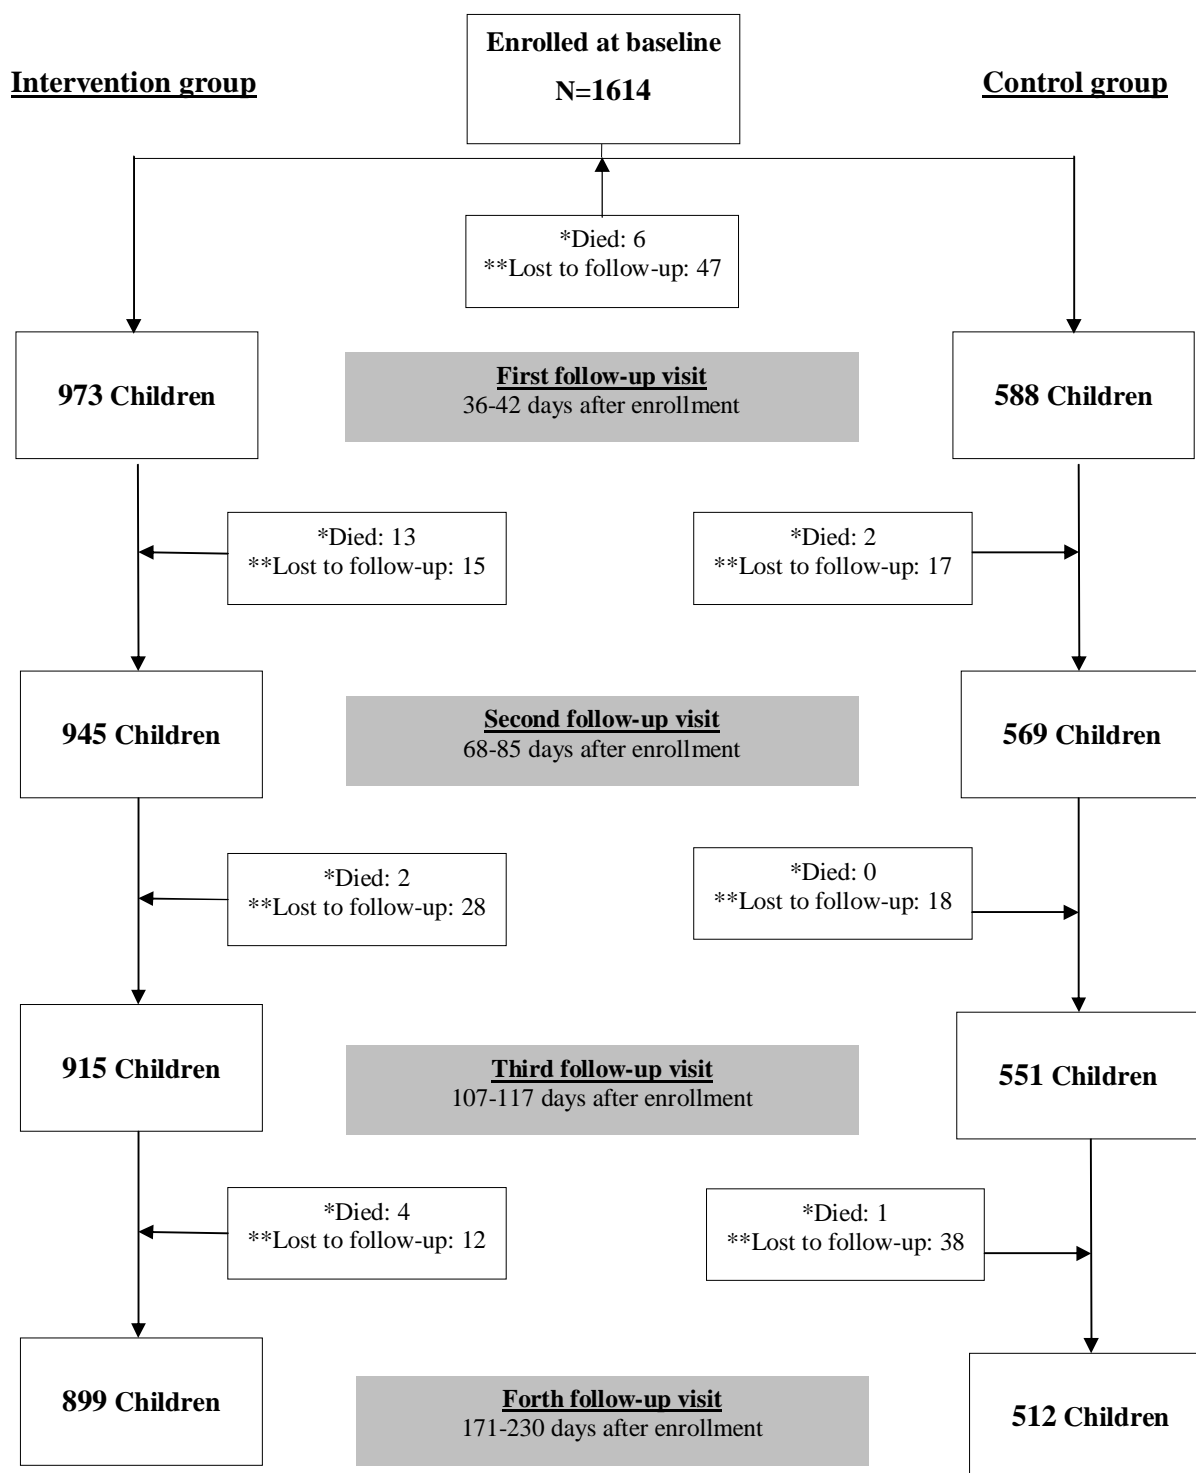 Enrolled at baseline
N=1614
Intervention group
Control group
*Died: 6
**Lost to follow-up: 47
973 Children
First follow-up visit
36-42 days after enrollment
588 Children
*Died: 13
**Lost to follow-up: 15
*Died: 2
**Lost to follow-up: 17
945 Children
Second follow-up visit
68-85 days after enrollment
569 Children
*Died: 2
**Lost to follow-up: 28
*Died: 0
**Lost to follow-up: 18
915 Children
Third follow-up visit
107-117 days after enrollment
551 Children
*Died: 4
**Lost to follow-up: 12
*Died: 1
**Lost to follow-up: 38
899 Children
Forth follow-up visit
171-230 days after enrollment
512 Children